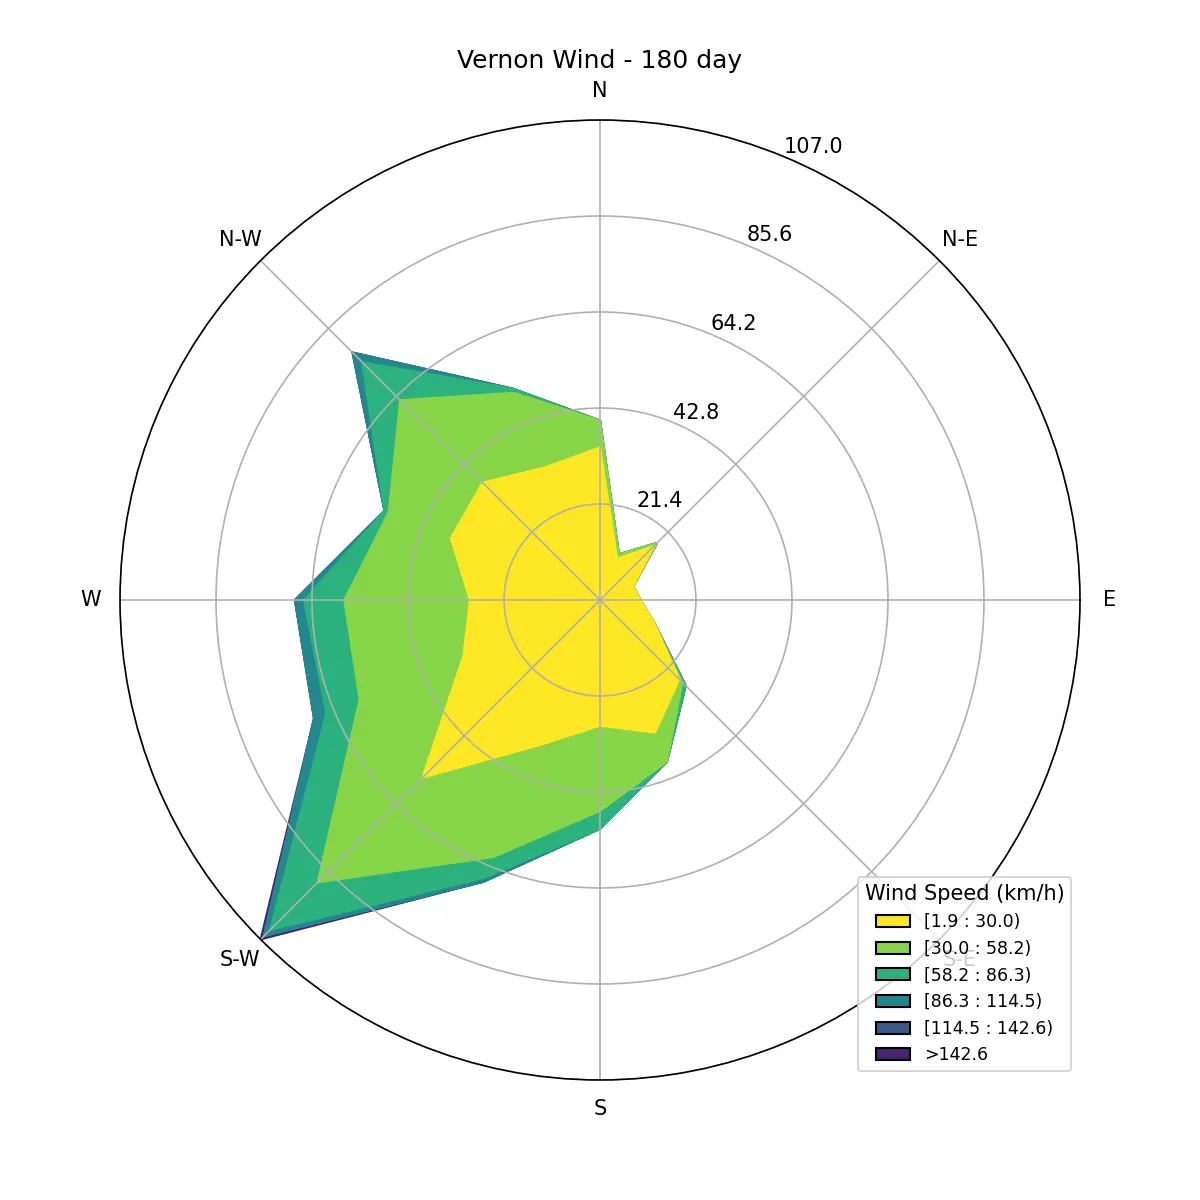 Vernon Wind - 180 day
N
107.0
85.6
N-W
N-E
64.2
42.8
21.4
W
E
Wind Speed (km/h)
[1.9 : 30.0)
[30.0 : 58.2)
S-W
S-E
[58.2 : 86.3)
[86.3 : 114.5)
[114.5 : 142.6)
>142.6
S